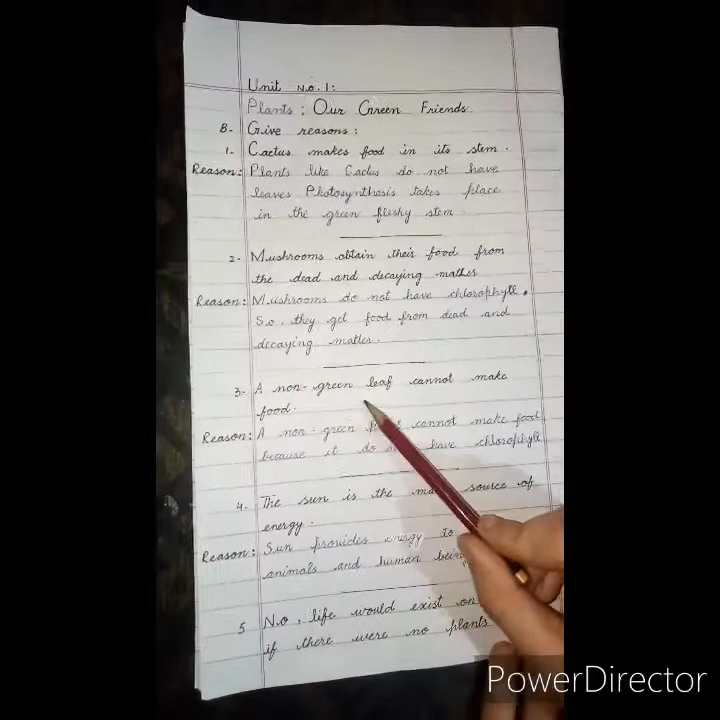 Unit No. 1:
Plants: Our Green Friends
B- Give reasons:
1- Cactus makes food in its stem.
Reason: Plants like Cactus do not have
leaves Photosynthesis takes place
in the green fleshy stem
2- Mushrooms obtain their food from
the dead and decaying matter
Reason: Mushrooms do not have chlorophyll.
So, they get food from dead and
decaying matter.
3- A non-green leaf cannot make
food.
Reason: A non-green cannot make food
because it do have chlorophyll
4- The sun is the source of
energy.
Reason: Sun provides energy to
animals and human
5 No, life would exist on
if there were no plants
PowerDirector